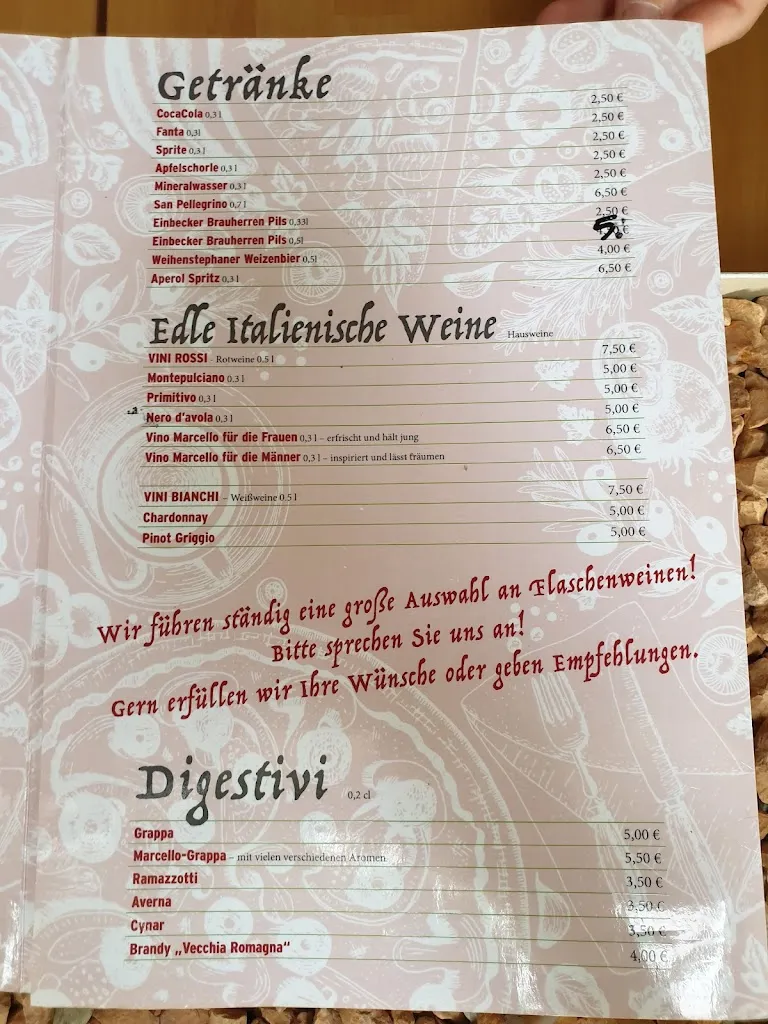 Getränke
CocaCola 0,3 l 2,50 €
Fanta 0,3l 2,50 €
Sprite 0,3 l 2,50 €
Apfelschorle 0,3 l 2,50 €
Mineralwasser 0,3 l 2,50 €
San Pellegrino 0,7 l 6,50 €
Einbecker Brauherren Pils 0,33l 2,50 €
Einbecker Brauherren Pils 0,5l 5. €
Weihenstephaner Weizenbier 0,5l 4,00 €
Aperol Spritz 0,3 l 6,50 €
Edle Italienische Weine Hausweine
VINI ROSSI - Rotweine 0.5 l 7,50 €
Montepulciano 0,3 l 5,00 €
Primitivo 0,3 l 5,00 €
Nero d'avola 0,3 l 5,00 €
Vino Marcello für die Frauen 0,3 l – erfrischt und hält jung 6,50 €
Vino Marcello für die Männer 0,3 l – inspiriert und lässt fräumen 6,50 €
VINI BIANCHI – Weißweine 0.5 l 7,50 €
Chardonnay 5,00 €
Pinot Griggio 5,00 €
Wir führen ständig eine große Auswahl an Flaschenweinen!
Bitte sprechen Sie uns an!
Gern erfüllen wir Ihre Wünsche oder geben Empfehlungen.
Digestivi 0,2 cl
Grappa 5,00 €
Marcello-Grappa – mit vielen verschiedenen Aromen 5,50 €
Ramazzotti 3,50 €
Averna 3,50 €
Cynar 3,50 €
Brandy „Vecchia Romagna“ 4,00 €